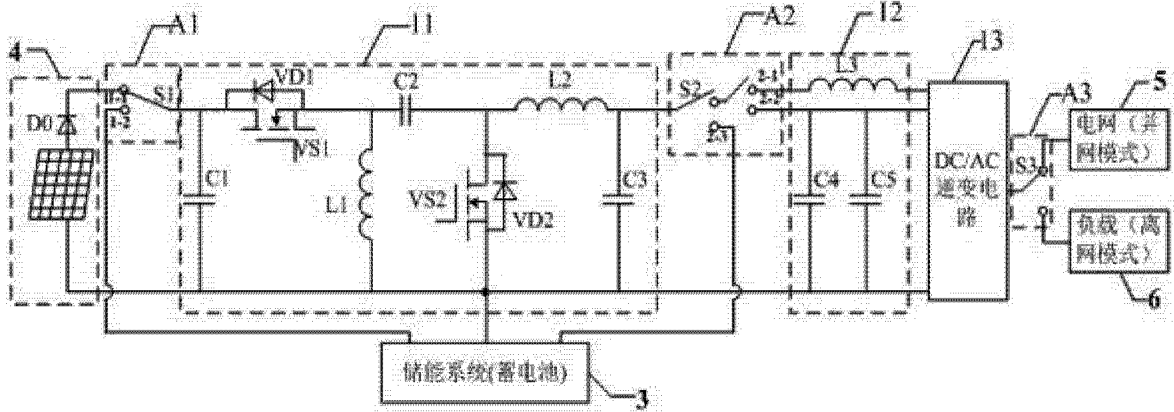 4
A1
11
A2
12
13
5
A3
1-1
1-2
S1
VD1
C2
L2
S2
2-1
2-2
2-3
L3
D0
VS1
C1
L1
VS2
VD2
C3
C4
C5
DC/AC
逆变电
路
S3
电网（并
网模式）
负载（离
网模式）
6
储能系统(蓄电池)
3